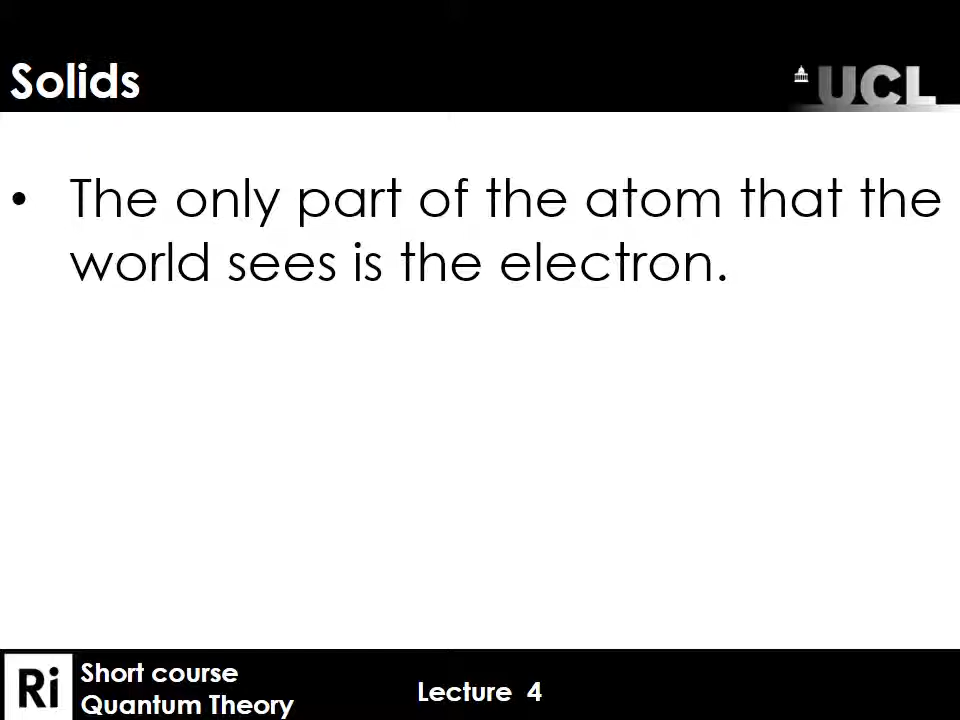 Solids
UCL
• The only part of the atom that the
world sees is the electron.
Ri
Short course
Quantum Theory
Lecture 4